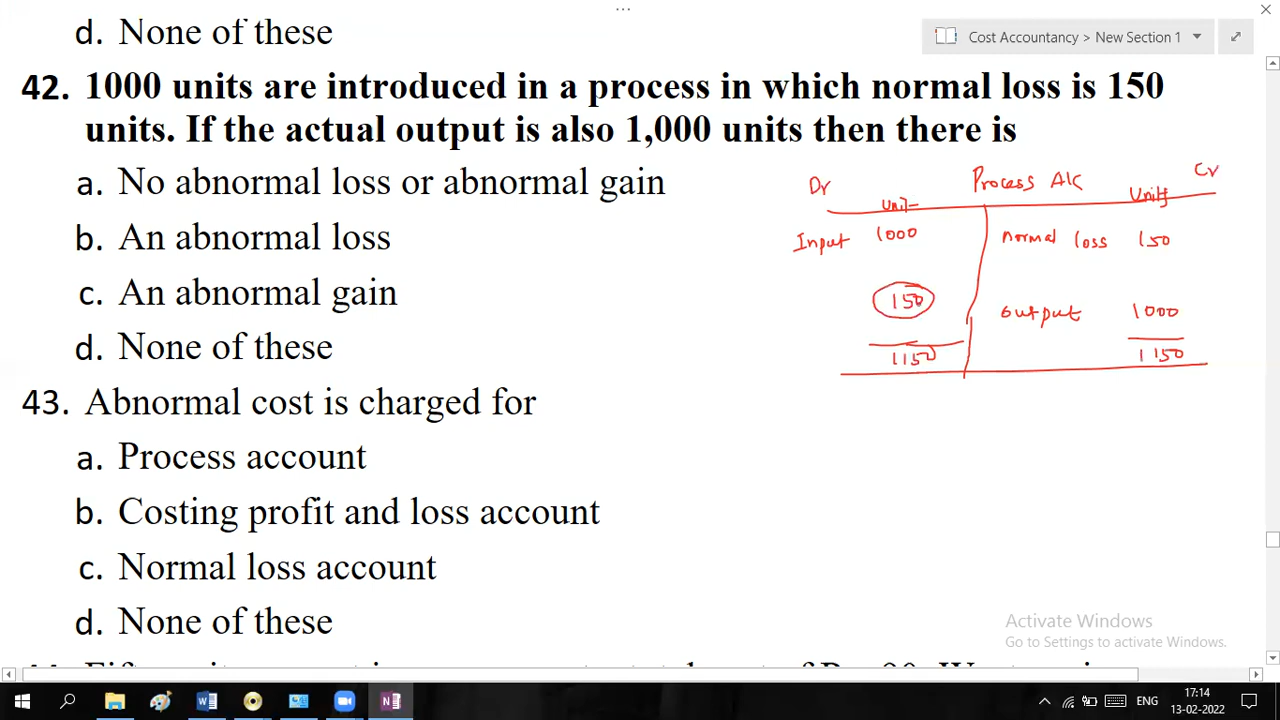 ...
d. None of these
Cost Accountancy > New Section 1
42. 1000 units are introduced in a process in which normal loss is 150
units. If the actual output is also 1,000 units then there is
a. No abnormal loss or abnormal gain
b. An abnormal loss
c. An abnormal gain
d. None of these
Dr Process A/c Cr
Unit Units
Input 1000 normal loss 150
150 output 1000
1150 1150
43. Abnormal cost is charged for
a. Process account
b. Costing profit and loss account
c. Normal loss account
d. None of these
Activate Windows
Go to Settings to activate Windows.
ENG
17:14
13-02-2022